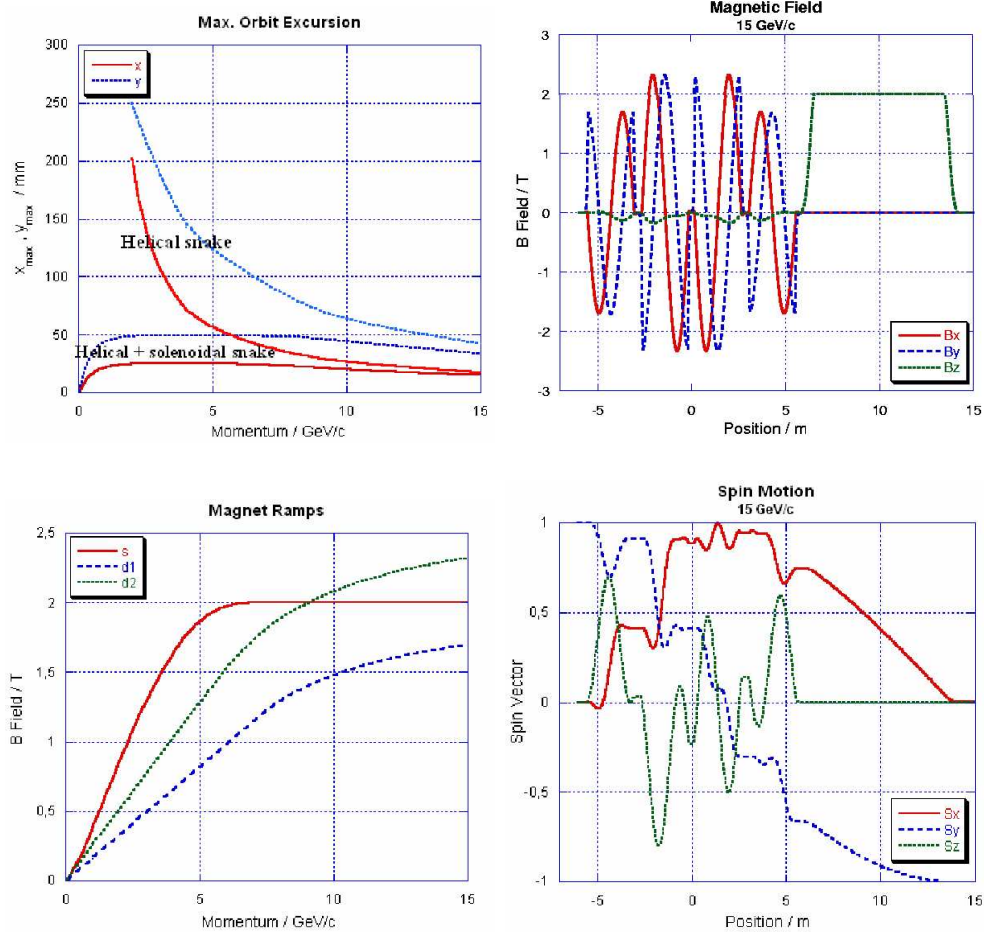 Max. Orbit Excursion
300
250
200
150
100
50
0
x
y
Helical snake
Helical + solenoidal snake
Xmax , ymax / mm
0
5
10
15
Momentum / GeV/c
Magnetic Field
15 GeV/c
3
2
1
0
-1
-2
-3
B Field / T
Bx
By
Bz
-5
0
5
10
15
Position / m
Magnet Ramps
2,5
2
1,5
1
0,5
0
B Field / T
s
d1
d2
0
5
10
15
Momentum / GeV/c
Spin Motion
15 GeV/c
1
0,5
0
-0,5
-1
Spin Vector
Sx
Sy
Sz
-5
0
5
10
15
Position / m